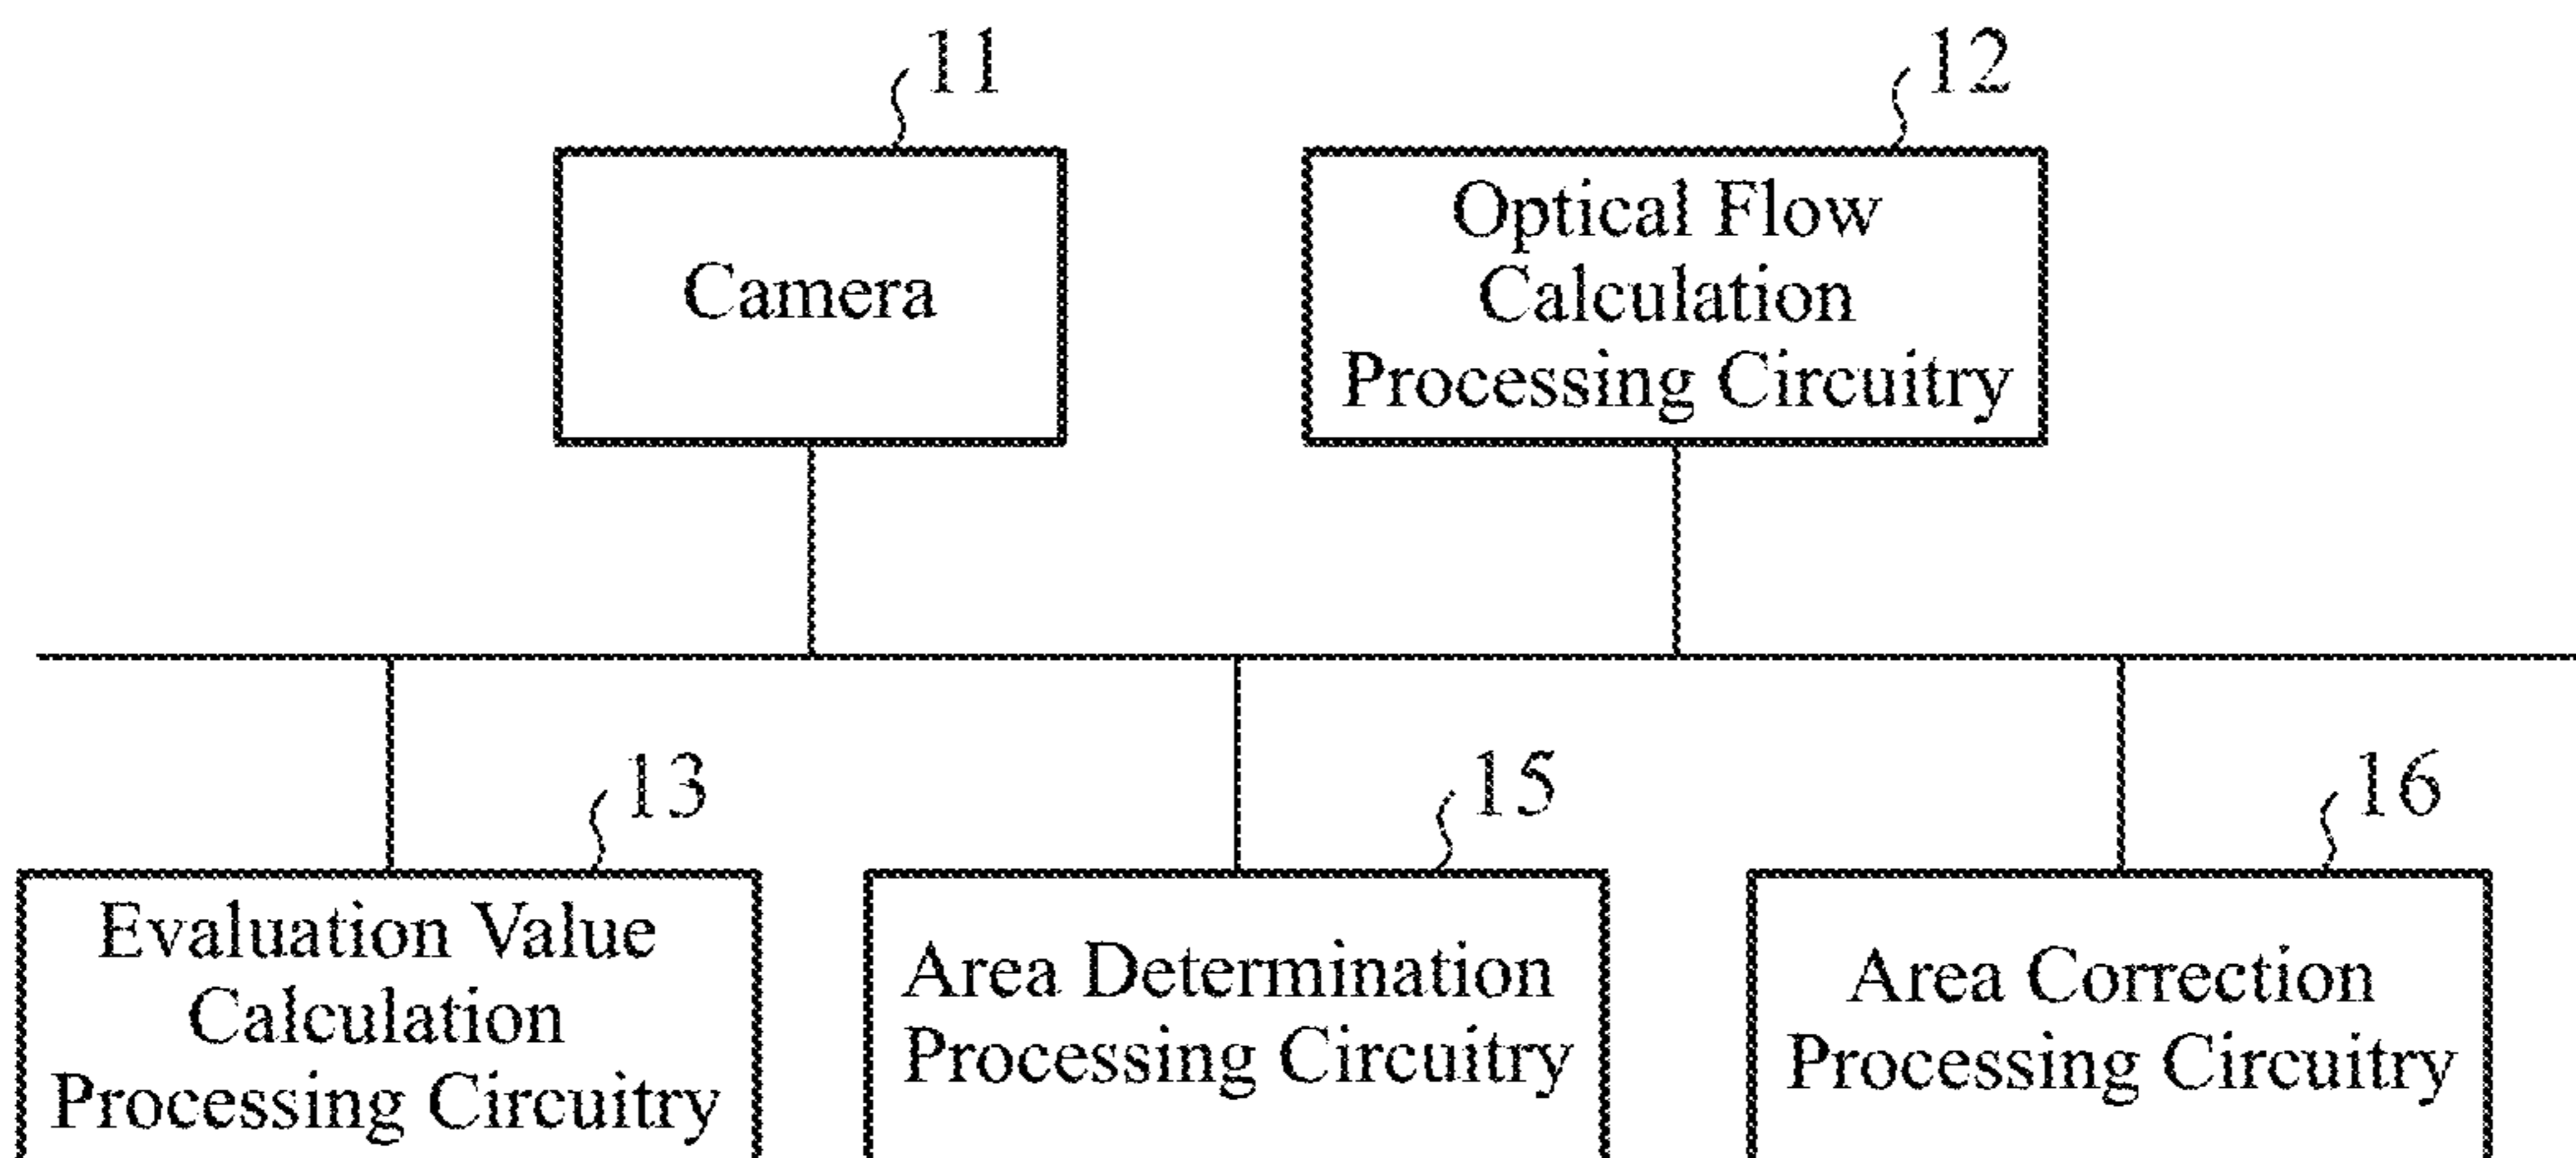 11
12
Camera
Optical Flow
Calculation
Processing Circuitry
13
15
16
Evaluation Value
Calculation
Processing Circuitry
Area Determination
Processing Circuitry
Area Correction
Processing Circuitry